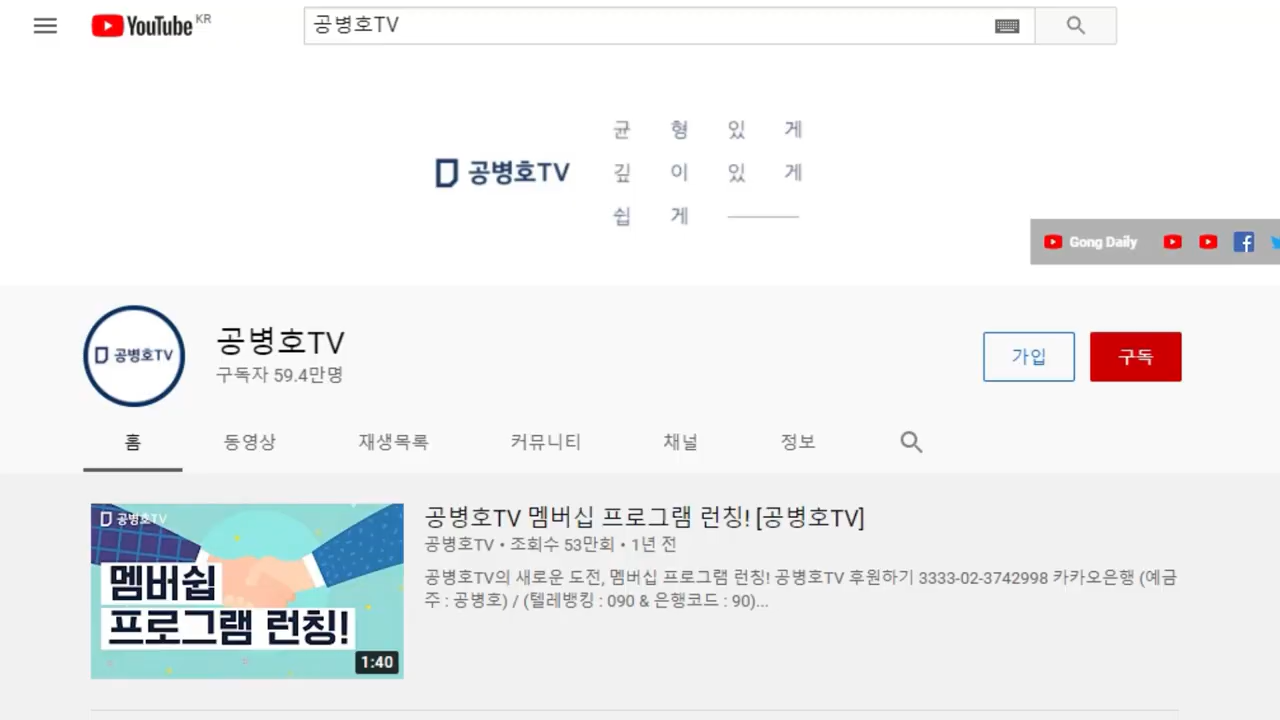 YouTube KR
공병호TV
균 형 있 게
공병호TV
깊 이 있 게
쉽 게
Gong Daily
공병호TV
공병호TV
구독자 59.4만명
가입
구독
홈
동영상
재생목록
커뮤니티
채널
정보
공병호TV
멤버쉽
프로그램 런칭!
1:40
공병호TV 멤버십 프로그램 런칭! [공병호TV]
공병호TV • 조회수 53만회 • 1년 전
공병호TV의 새로운 도전, 멤버십 프로그램 런칭! 공병호TV 후원하기 3333-02-3742998 카카오은행 (예금
주 : 공병호) / (텔레뱅킹 : 090 & 은행코드 : 90)...